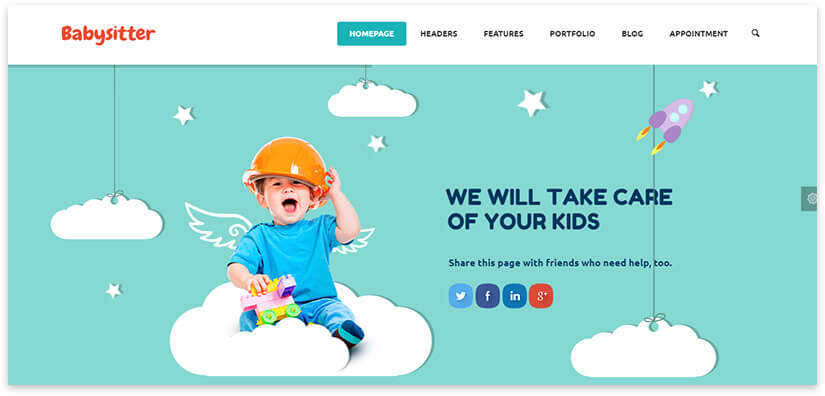 Babysitter
HOMEPAGE HEADERS FEATURES PORTFOLIO BLOG APPOINTMENT
WE WILL TAKE CARE
OF YOUR KIDS
Share this page with friends who need help, too.